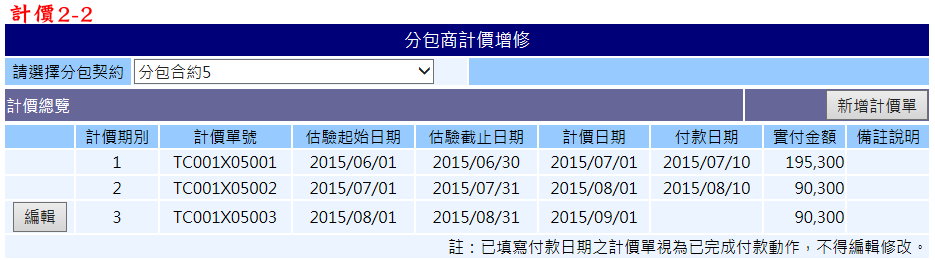 計價2-2
分包商計價增修
請選擇分包契約 分包合約5
計價總覽 新增計價單
計價期別 計價單號 估驗起始日期 估驗截止日期 計價日期 付款日期 實付金額 備註說明
1 TC001X05001 2015/06/01 2015/06/30 2015/07/01 2015/07/10 195,300
2 TC001X05002 2015/07/01 2015/07/31 2015/08/01 2015/08/10 90,300
編輯 3 TC001X05003 2015/08/01 2015/08/31 2015/09/01 90,300
註：已填寫付款日期之計價單視為已完成付款動作，不得編輯修改。